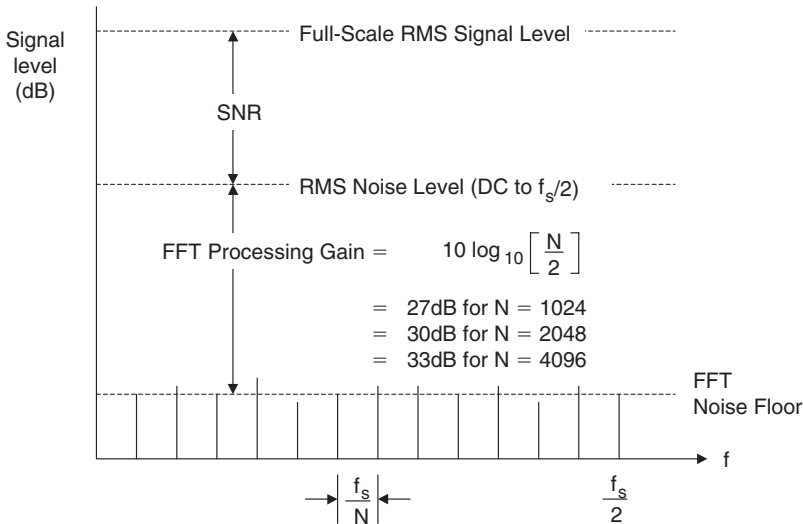 Signal
level
(dB)
Full-Scale RMS Signal Level
SNR
RMS Noise Level (DC to fs/2)
FFT Processing Gain = 10 log10 [N/2]
= 27dB for N = 1024
= 30dB for N = 2048
= 33dB for N = 4096
FFT
Noise Floor
f
fs/N
fs/2